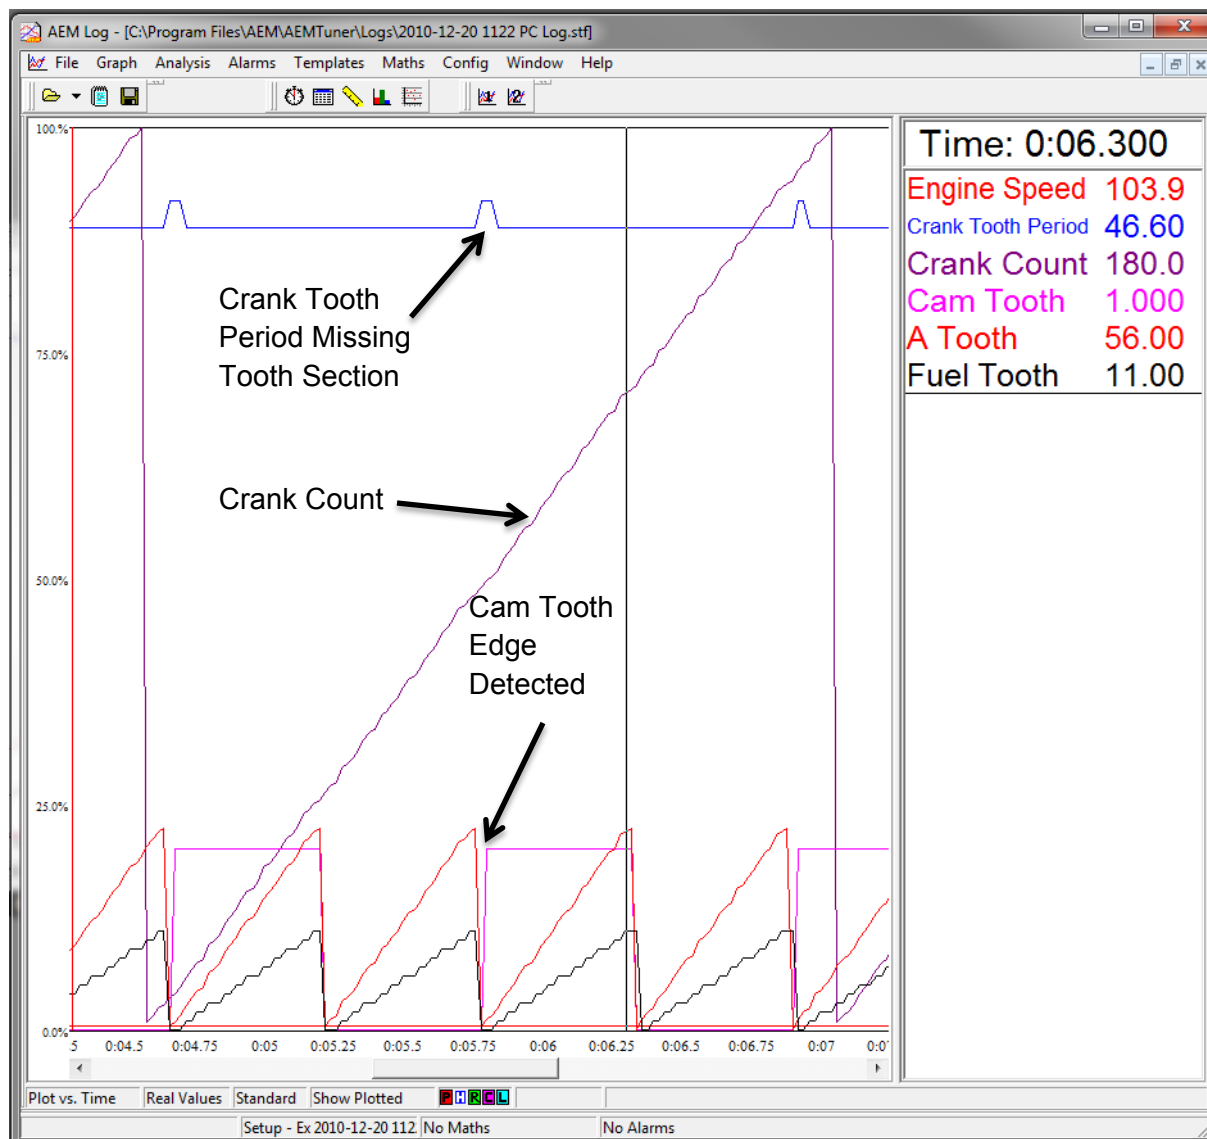 AEM Log - [C:\Program Files\AEM\AEMTuner\Logs\2010-12-20 1122 PC Log.stf]
File Graph Analysis Alarms Templates Maths Config Window Help
Time: 0:06.300
Engine Speed 103.9
Crank Tooth Period 46.60
Crank Count 180.0
Cam Tooth 1.000
A Tooth 56.00
Fuel Tooth 11.00
100.%
75.0%
50.0%
25.0%
0.0%
Crank Tooth
Period Missing
Tooth Section
Crank Count
Cam Tooth
Edge
Detected
.5 0:04.5 0:04.75 0:05 0:05.25 0:05.5 0:05.75 0:06 0:06.25 0:06.5 0:06.75 0:07
Plot vs. Time Real Values Standard Show Plotted P H R C L
Setup - Ex 2010-12-20 112 No Maths No Alarms